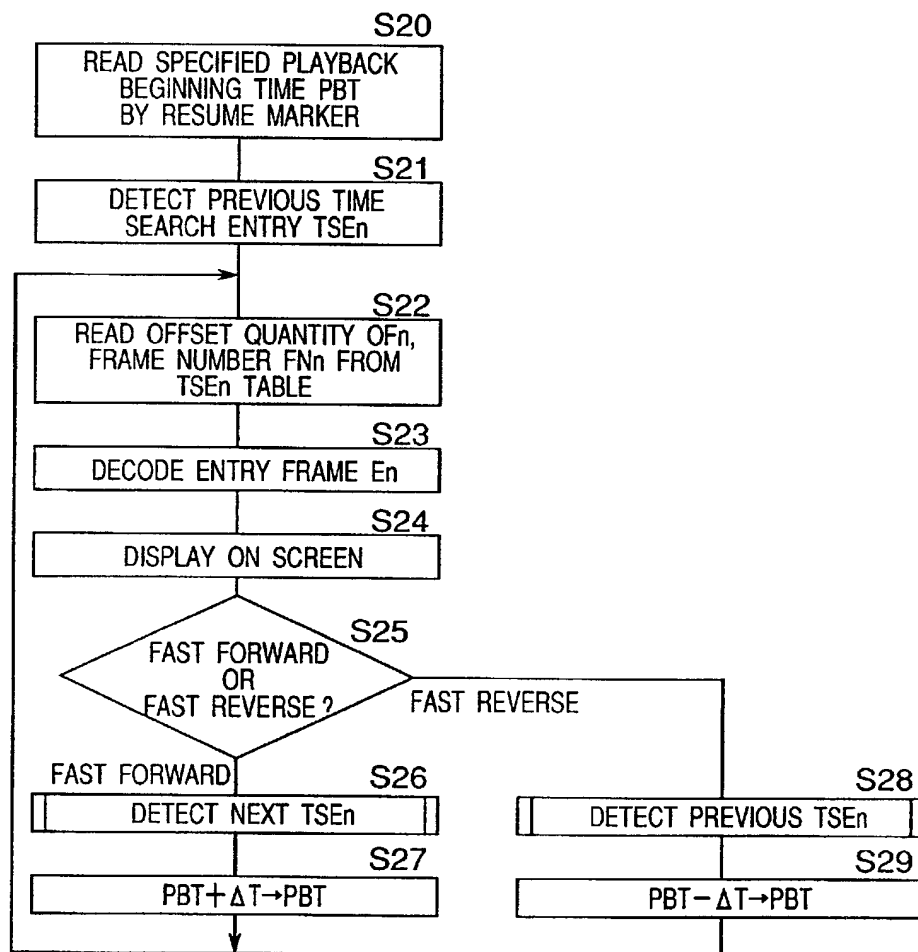 S20
READ SPECIFIED PLAYBACK
BEGINNING TIME PBT
BY RESUME MARKER
S21
DETECT PREVIOUS TIME
SEARCH ENTRY TSEn
S22
READ OFFSET QUANTITY OFn,
FRAME NUMBER FNn FROM
TSEn TABLE
S23
DECODE ENTRY FRAME En
S24
DISPLAY ON SCREEN
S25
FAST FORWARD
OR
FAST REVERSE?
FAST REVERSE
FAST FORWARD
S26
DETECT NEXT TSEn
S27
PBT+ΔT→PBT
S28
DETECT PREVIOUS TSEn
S29
PBT−ΔT→PBT